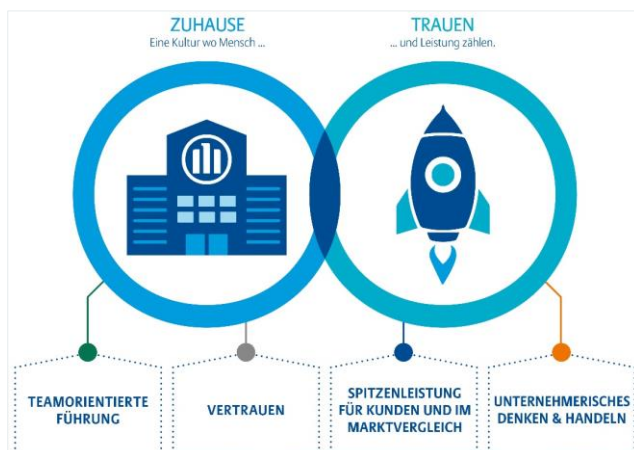 ZUHAUSE
Eine Kultur wo Mensch ...
TRAUEN
... und Leistung zählen.
TEAMORIENTIERTE
FÜHRUNG
VERTRAUEN
SPITZENLEISTUNG
FÜR KUNDEN UND IM
MARKTVERGLEICH
UNTERNEHMERISCHES
DENKEN & HANDELN